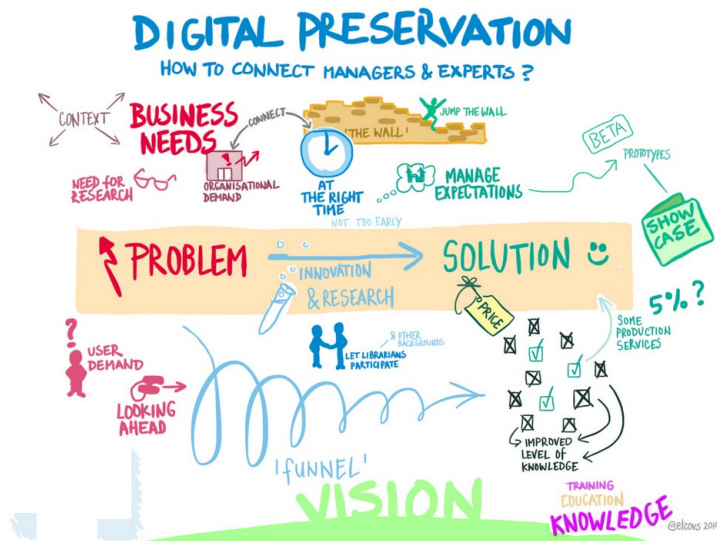 DIGITAL PRESERVATION
HOW TO CONNECT MANAGERS & EXPERTS?
CONTEXT
BUSINESS
NEEDS
CONNECT
'THE WALL'
JUMP THE WALL
BETA
PROTOTYPES
NEED FOR
RESEARCH
ORGANISATIONAL
DEMAND
AT
THE RIGHT
TIME
NOT TOO EARLY
MANAGE
EXPECTATIONS
SHOW
CASE
PROBLEM
INNOVATION
& RESEARCH
SOLUTION
PRICE
5%?
SOME
PRODUCTION
SERVICES
?
USER
DEMAND
LOOKING
AHEAD
& OTHER
BACKGROUNDS
LET LIBRARIANS
PARTICIPATE
'FUNNEL'
IMPROVED
LEVEL OF
KNOWLEDGE
VISION
TRAINING
EDUCATION
KNOWLEDGE